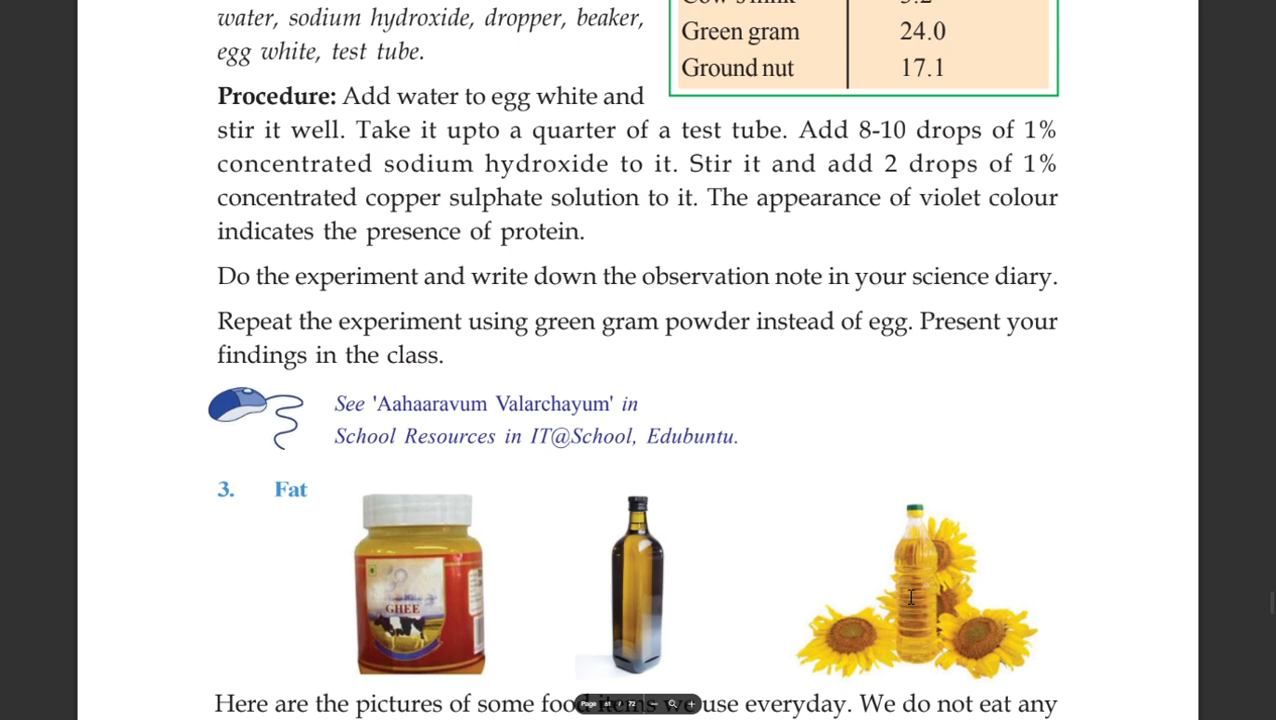 water, sodium hydroxide, dropper, beaker,
egg white, test tube.
Green gram 24.0
Ground nut 17.1
Procedure: Add water to egg white and
stir it well. Take it upto a quarter of a test tube. Add 8-10 drops of 1%
concentrated sodium hydroxide to it. Stir it and add 2 drops of 1%
concentrated copper sulphate solution to it. The appearance of violet colour
indicates the presence of protein.
Do the experiment and write down the observation note in your science diary.
Repeat the experiment using green gram powder instead of egg. Present your
findings in the class.
See 'Aahaaravum Valarchayum' in
School Resources in IT@School, Edubuntu.
3. Fat
GHEE
Here are the pictures of some food items we use everyday. We do not eat any
Page / 72